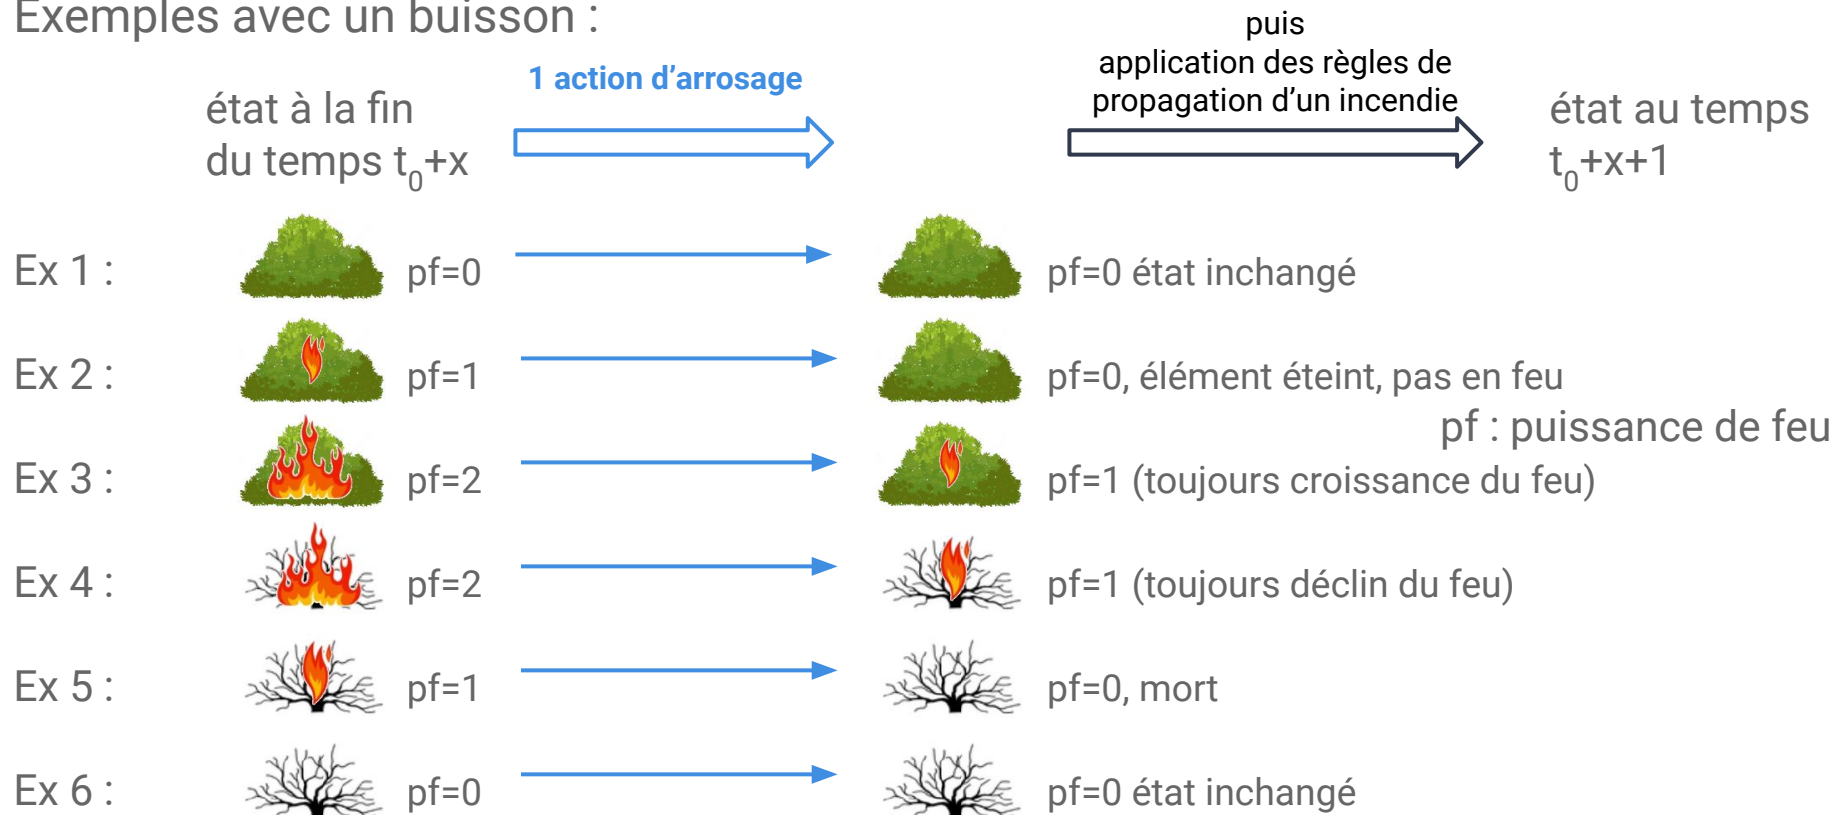 Exemples avec un buisson :
1 action d’arrosage
puis
application des règles de
propagation d’un incendie
état à la fin
du temps t0+x
état au temps
t0+x+1
Ex 1 : pf=0 pf=0 état inchangé
Ex 2 : pf=1 pf=0, élément éteint, pas en feu
pf : puissance de feu
Ex 3 : pf=2 pf=1 (toujours croissance du feu)
Ex 4 : pf=2 pf=1 (toujours déclin du feu)
Ex 5 : pf=1 pf=0, mort
Ex 6 : pf=0 pf=0 état inchangé